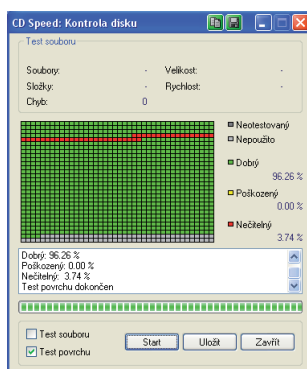 CD Speed: Kontrola disku
Test souboru
Soubory: - Velikost: -
Složky: - Rychlost: -
Chyb: 0
Neotestovaný
Nepoužito
Dobrý
96.26 %
Poškozený
0.00 %
Nečitelný
3.74 %
Dobrý: 96.26 %
Poškozený: 0.00 %
Nečitelný: 3.74 %
Test povrchu dokončen
Test souboru
Test povrchu
Start Uložit Zavřít